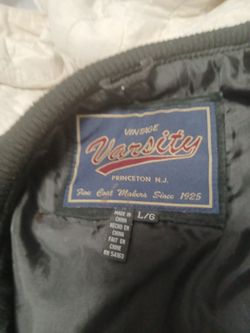 VINTAGE
Varsity
PRINCETON N.J.
Fine Coat Makers Since 1925
L/G
MADE IN
CHINA
HECHO EN
CHINA
FAIT EN
CHINE
RN 54163